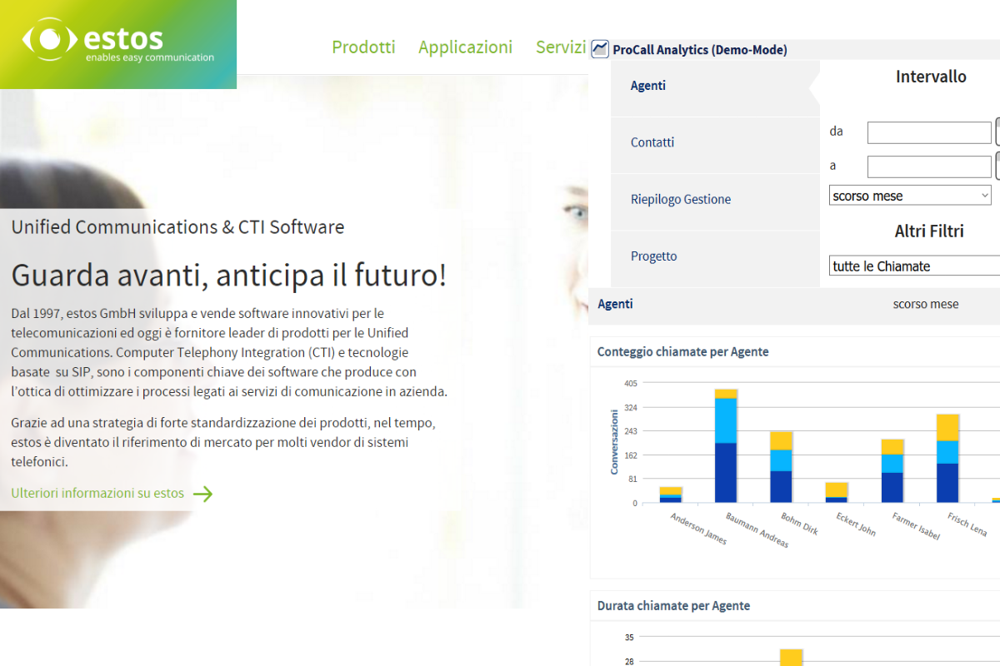 estos
enables easy communication
Prodotti Applicazioni Servizi
Unified Communications & CTI Software
Guarda avanti, anticipa il futuro!
Dal 1997, estos GmbH sviluppa e vende software innovativi per le
telecomunicazioni ed oggi è fornitore leader di prodotti per le Unified
Communications. Computer Telephony Integration (CTI) e tecnologie
basate su SIP, sono i componenti chiave dei software che produce con
l'ottica di ottimizzare i processi legati ai servizi di comunicazione in azienda.
Grazie ad una strategia di forte standardizzazione dei prodotti, nel tempo,
estos è diventato il riferimento di mercato per molti vendor di sistemi
telefonici.
Ulteriori informazioni su estos
ProCall Analytics (Demo-Mode)
Agenti
Contatti
Riepilogo Gestione
Progetto
Intervallo
da
a
scorso mese
Altri Filtri
tutte le Chiamate
Agenti scorso mese
Conteggio chiamate per Agente
Conversazioni
405
324
243
162
81
0
Anderson James
Baumann Andreas
Bohm Dirk
Eckert John
Farmer Isabel
Frisch Lena
Durata chiamate per Agente
35
28